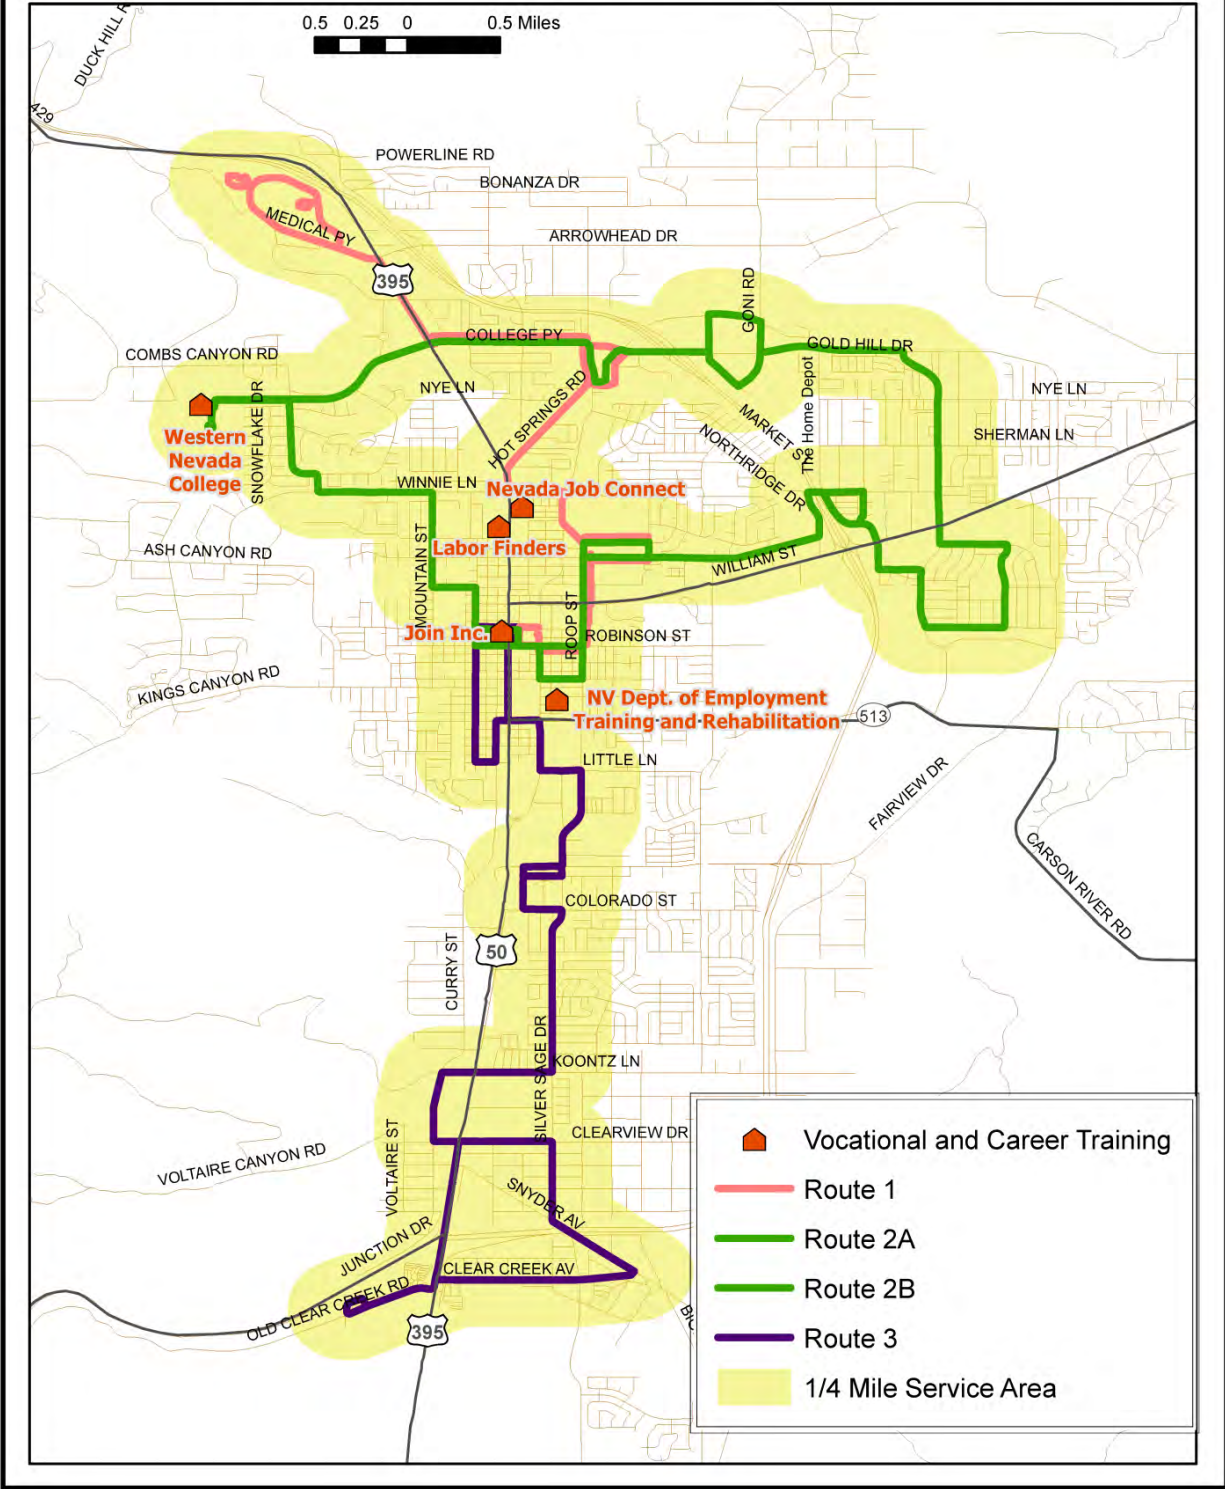 0.5 0.25 0 0.5 Miles
DUCK HILL R
429
POWERLINE RD
BONANZA DR
MEDICAL PY
ARROWHEAD DR
395
GONI RD
COLLEGE PY
GOLD HILL DR
COMBS CANYON RD
NYE LN
NYE LN
HOT SPRINGS RD
The Home Depot
SNOWFLAKE DR
MARKET S
NORTHRIDGE DR
SHERMAN LN
Western
Nevada
College
WINNIE LN
Nevada Job Connect
Labor Finders
ASH CANYON RD
MOUNTAIN ST
WILLIAM ST
Join Inc.
ROOP ST
ROBINSON ST
KINGS CANYON RD
NV Dept. of Employment
Training and Rehabilitation
513
LITTLE LN
FAIRVIEW DR
CARSON RIVER RD
COLORADO ST
50
CURRY ST
SILVER SAGE DR
KOONTZ LN
CLEARVIEW DR
VOLTAIRE ST
VOLTAIRE CANYON RD
SNYDER AV
JUNCTION DR
CLEAR CREEK AV
OLD CLEAR CREEK RD
395
Vocational and Career Training
Route 1
Route 2A
Route 2B
Route 3
1/4 Mile Service Area